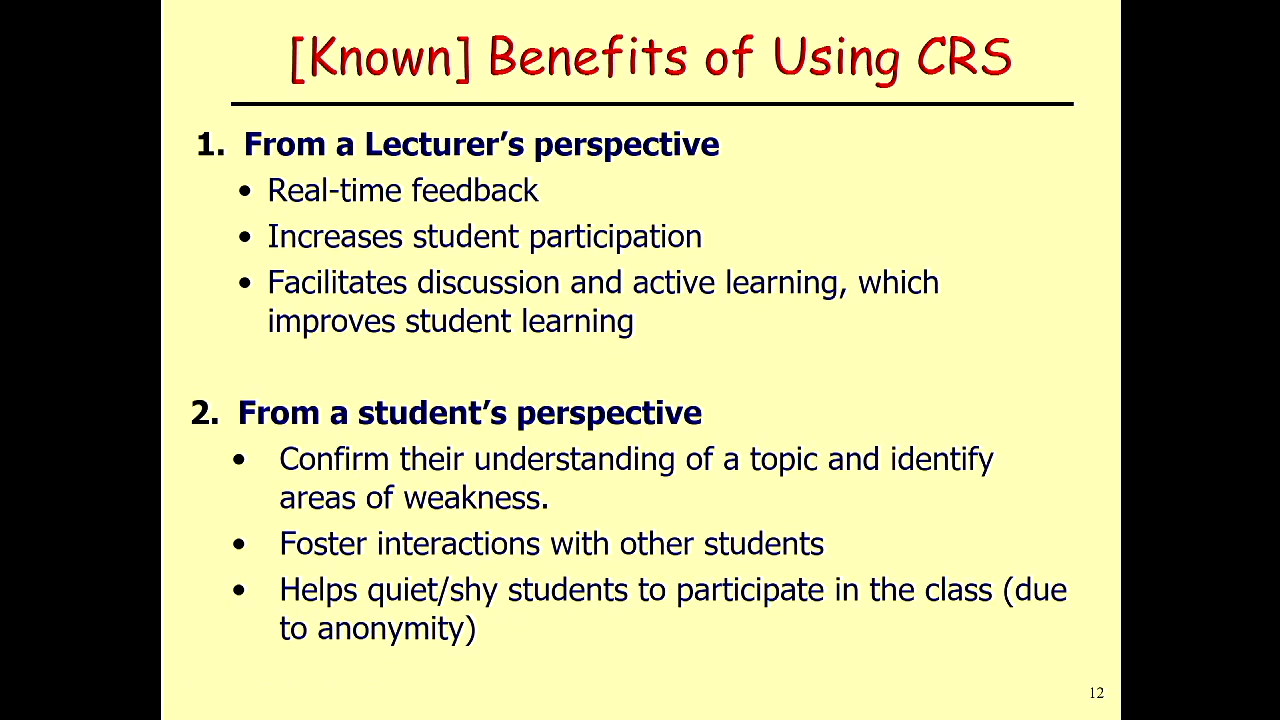 [Known] Benefits of Using CRS
1. From a Lecturer’s perspective
• Real-time feedback
• Increases student participation
• Facilitates discussion and active learning, which
improves student learning
2. From a student’s perspective
• Confirm their understanding of a topic and identify
areas of weakness.
• Foster interactions with other students
• Helps quiet/shy students to participate in the class (due
to anonymity)
12